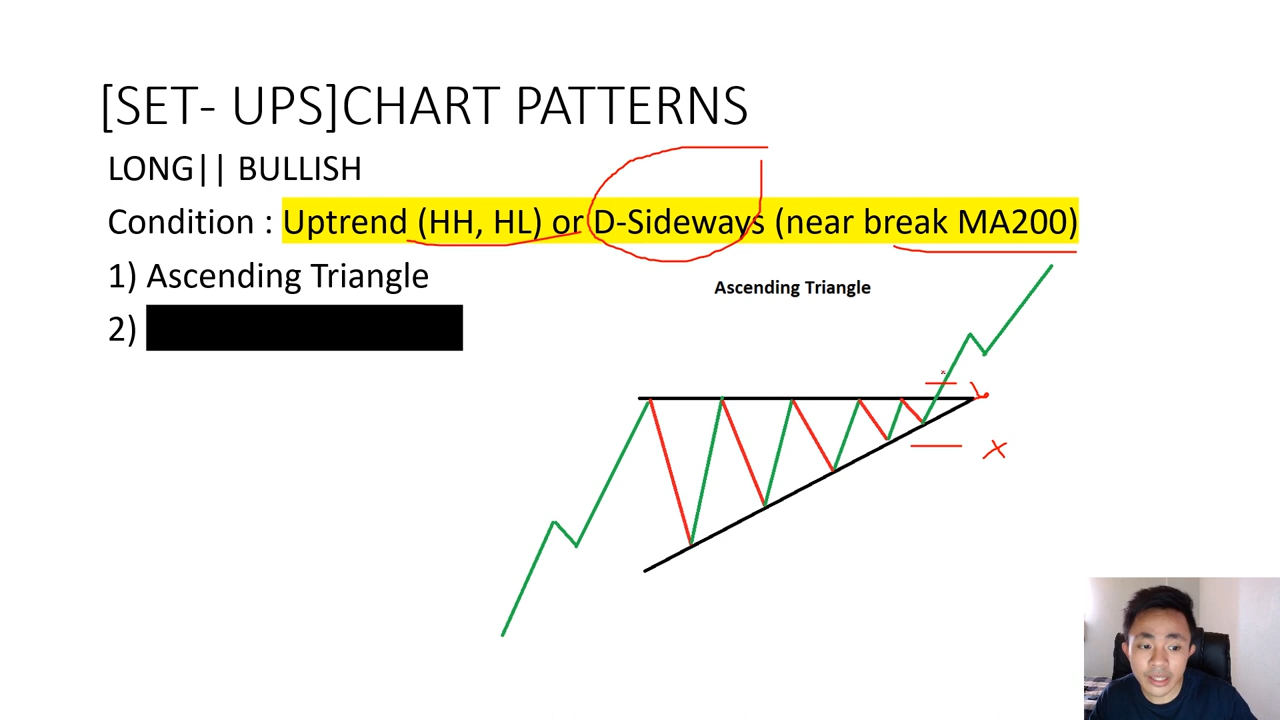 [SET- UPS]CHART PATTERNS
LONG|| BULLISH
Condition : Uptrend (HH, HL) or D-Sideways (near break MA200)
1) Ascending Triangle
2)
Ascending Triangle
X